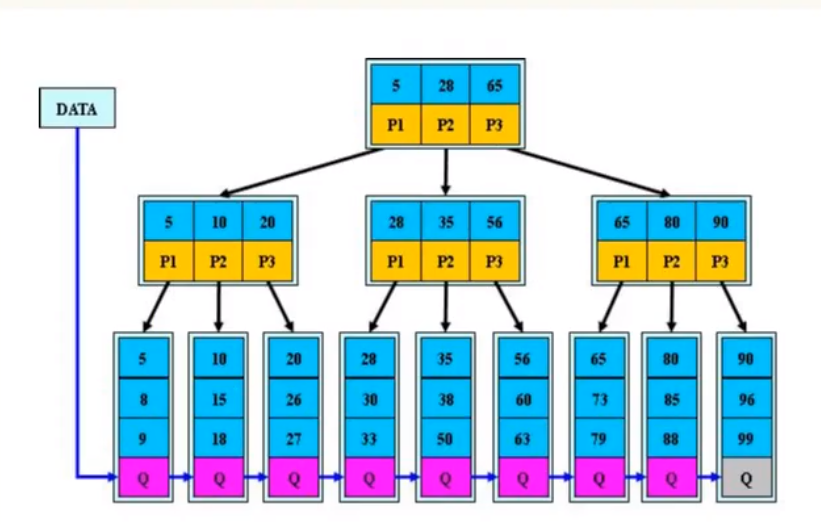 5 28 65
DATA
P1 P2 P3
5 10 20 28 35 56 65 80 90
P1 P2 P3 P1 P2 P3 P1 P2 P3
5 10 20 28 35 56 65 80 90
8 15 26 30 38 60 73 85 96
9 18 27 33 50 63 79 88 99
Q Q Q Q Q Q Q Q Q